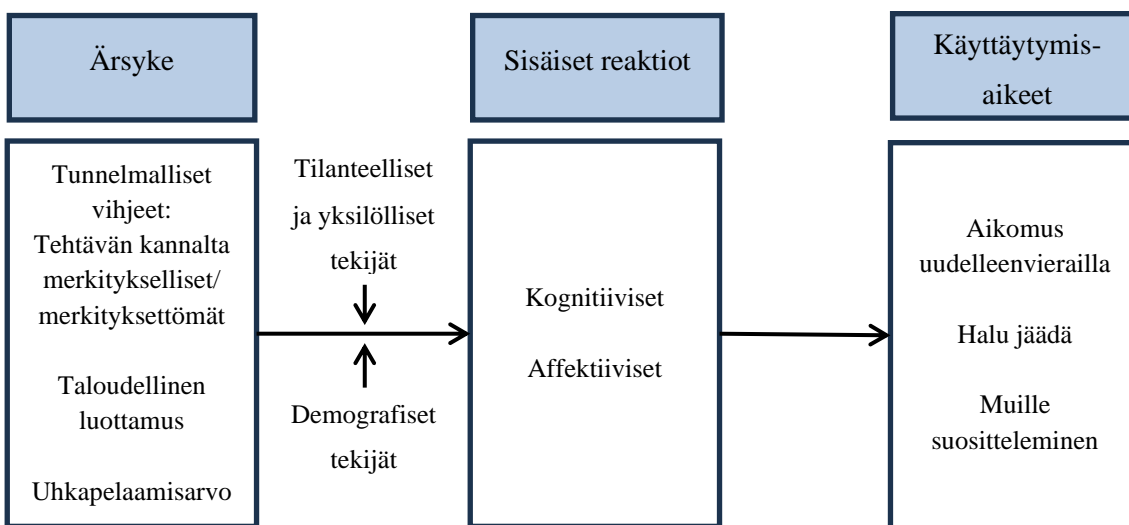 Ärsyke
Sisäiset reaktiot
Käyttäytymis-
aikeet
Tunnelmalliset
vihjeet:
Tehtävän kannalta
merkitykselliset/
merkityksettömät
Taloudellinen
luottamus
Uhkapelaamisarvo
Tilanteelliset
ja yksilölliset
tekijät
Demografiset
tekijät
Kognitiiviset
Affektiiviset
Aikomus
uudelleenvierailla
Halu jäädä
Muille
suositteleminen